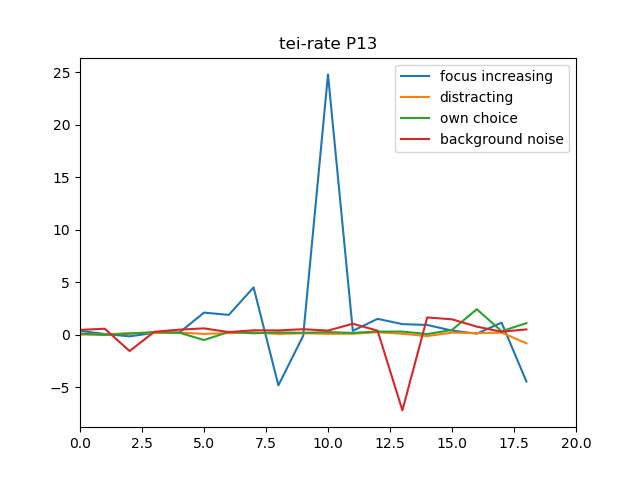 tei-rate P13
focus increasing
distracting
own choice
background noise
25
20
15
10
5
0
−5
0.0 2.5 5.0 7.5 10.0 12.5 15.0 17.5 20.0